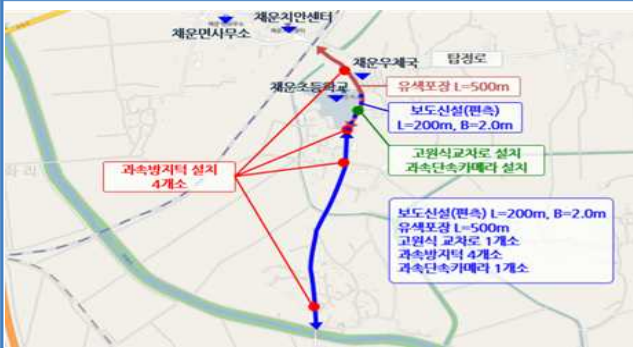 채운치안센터
채운면사무소
채운우체국
탑정로
채운초등학교
유색포장 L=500m
보도신설(편측)
L=200m, B=2.0m
고원식교차로 설치
과속단속카메라 설치
과속방지턱 설치
4개소
보도신설(편측) L=200m, B=2.0m
유색포장 L=500m
고원식 교차로 1개소
과속방지턱 4개소
과속단속카메라 1개소